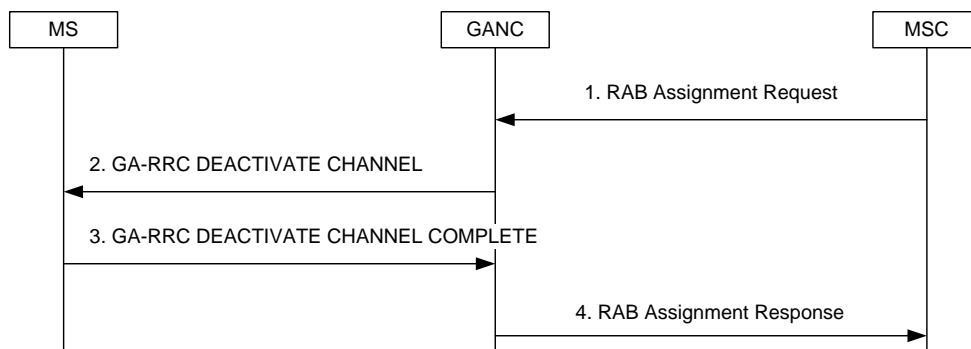 MS
GANC
MSC
1. RAB Assignment Request
2. GA-RRC DEACTIVATE CHANNEL
3. GA-RRC DEACTIVATE CHANNEL COMPLETE
4. RAB Assignment Response